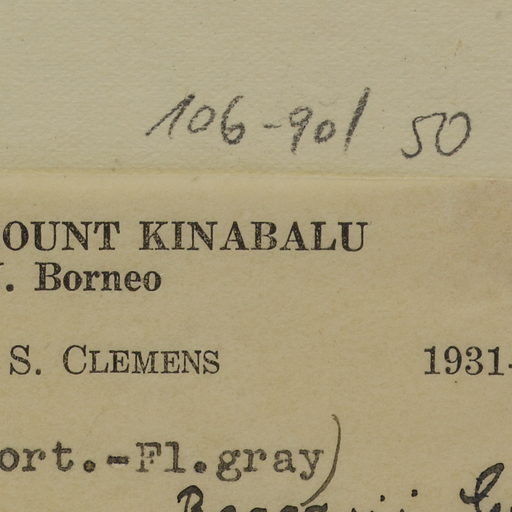 106-901 50
OUNT KINABALU
. Borneo
S. CLEMENS 1931-
ort.-Fl.gray)